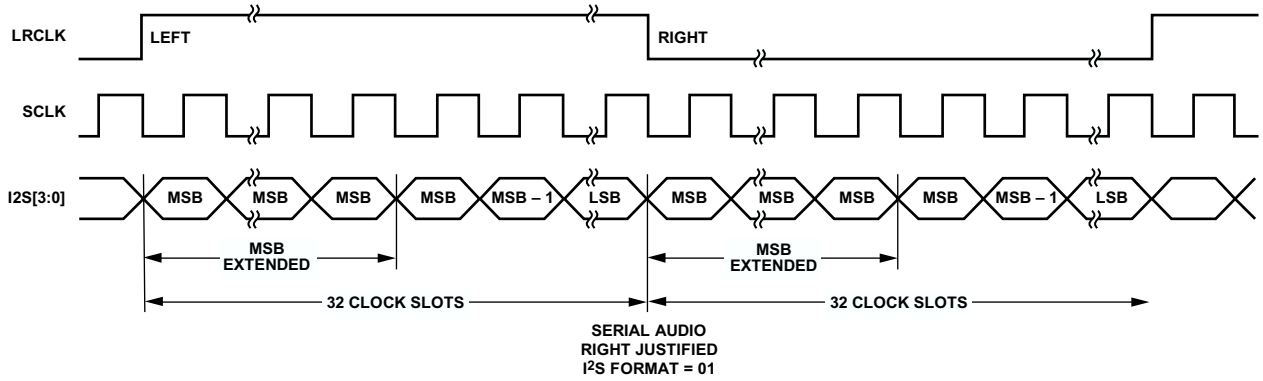 LRCLK
LEFT
RIGHT
SCLK
I2S[3:0]
MSB MSB MSB MSB MSB – 1 LSB MSB MSB MSB MSB MSB – 1 LSB
MSB
EXTENDED
MSB
EXTENDED
32 CLOCK SLOTS
32 CLOCK SLOTS
SERIAL AUDIO
RIGHT JUSTIFIED
I²S FORMAT = 01